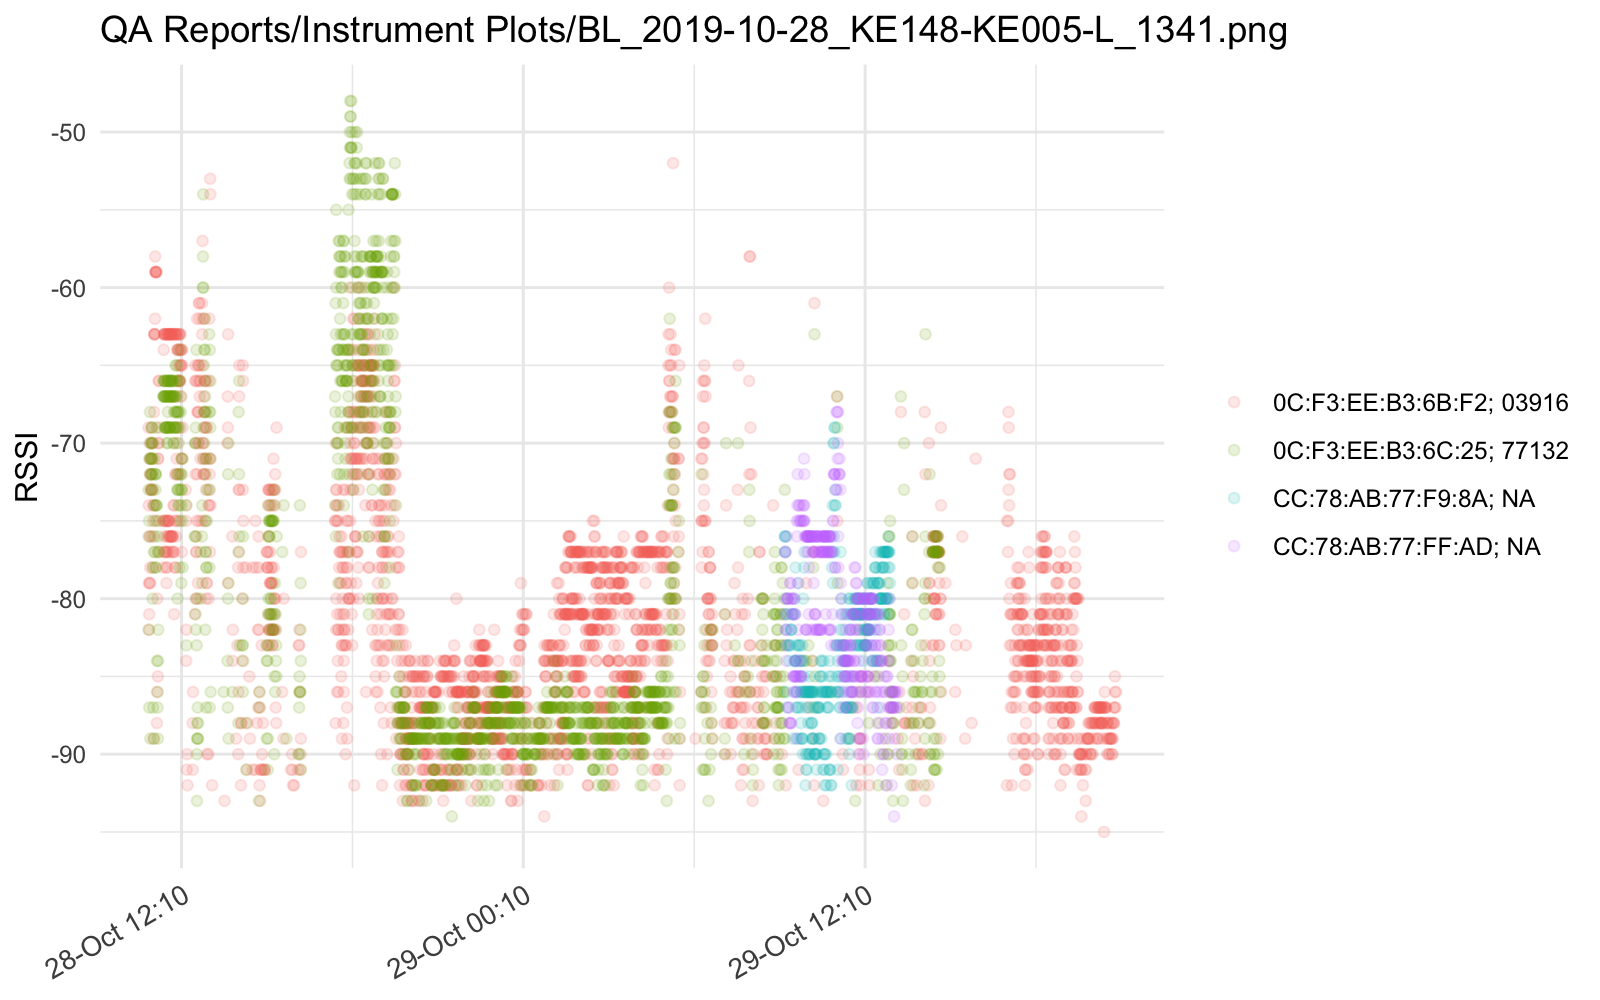 QA Reports/Instrument Plots/BL_2019-10-28_KE148-KE005-L_1341.png
RSSI
-50
-60
-70
-80
-90
28-Oct 12:10
29-Oct 00:10
29-Oct 12:10
0C:F3:EE:B3:6B:F2; 03916
0C:F3:EE:B3:6C:25; 77132
CC:78:AB:77:F9:8A; NA
CC:78:AB:77:FF:AD; NA